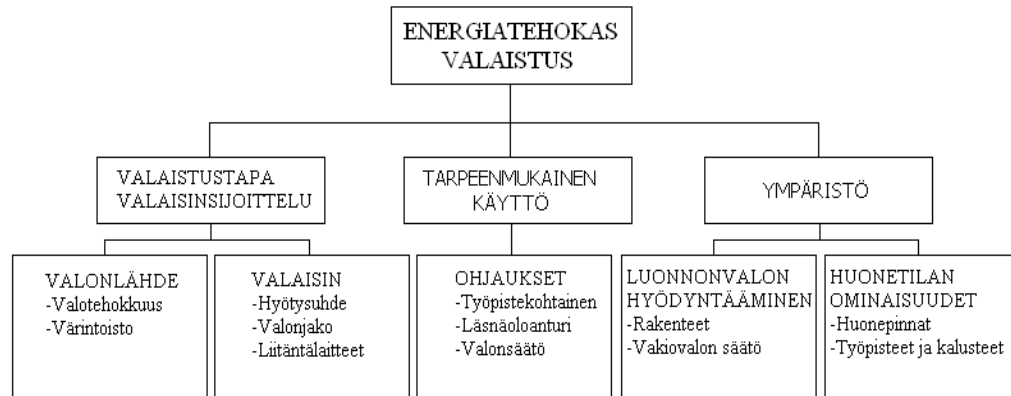 ENERGIATEHOKAS
VALAISTUS
VALAISTUSTAPA
VALAISINSIJOITTELU
TARPEENMUKAINEN
KÄYTTÖ
YMPÄRISTÖ
VALONLÄHDE
-Valotehokkuus
-Värintoisto
VALAISIN
-Hyötysuhde
-Valonjako
-Liitäntälaitteet
OHJAUKSET
-Työpistekohtainen
-Läsnäoloanturi
-Valonsäätö
LUONNONVALON
HYÖDYNTÄÄMINEN
-Rakenteet
-Vakiovalon säätö
HUONETILAN
OMINAISUUDET
-Huonepinnat
-Työpisteet ja kalusteet